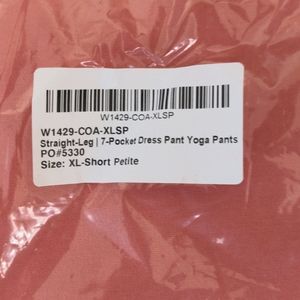 W1429-COA-XLSP
W1429-COA-XLSP
Straight-Leg | 7-Pocket Dress Pant Yoga Pants
PO#5330
Size: XL-Short Petite